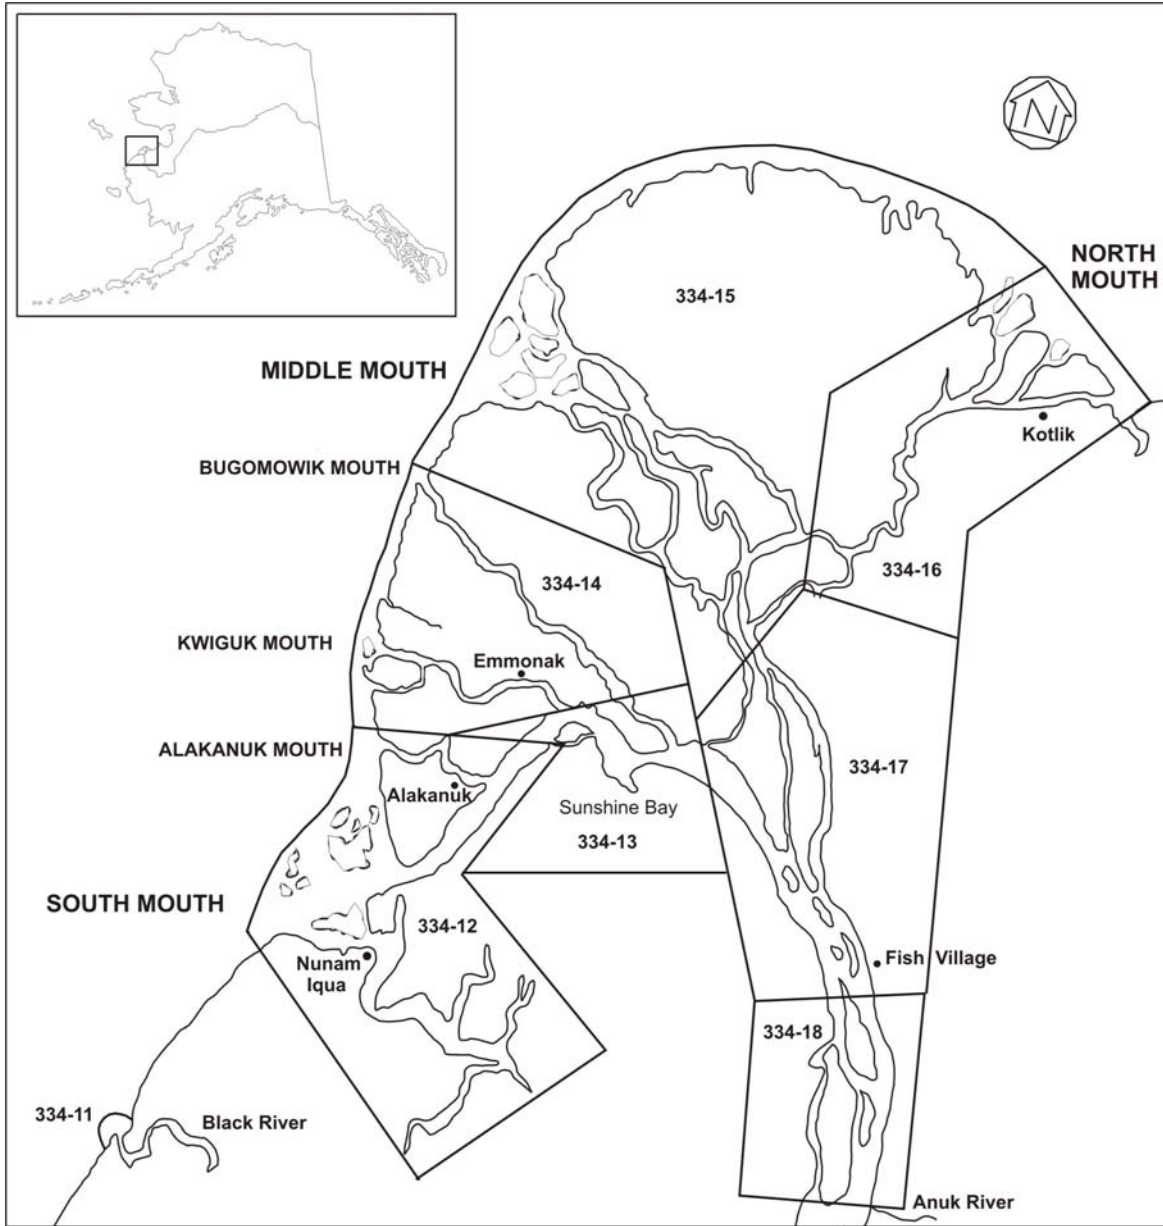 N
NORTH
MOUTH
334-15
MIDDLE MOUTH
Kotlik
BUGOMOWIK MOUTH
334-14
334-16
KWIGUK MOUTH
Emmonak
ALAKANUK MOUTH
334-17
Alakanuk
Sunshine Bay
334-13
SOUTH MOUTH
334-12
Nunam
Iqua
Fish Village
334-18
334-11
Black River
Anuk River